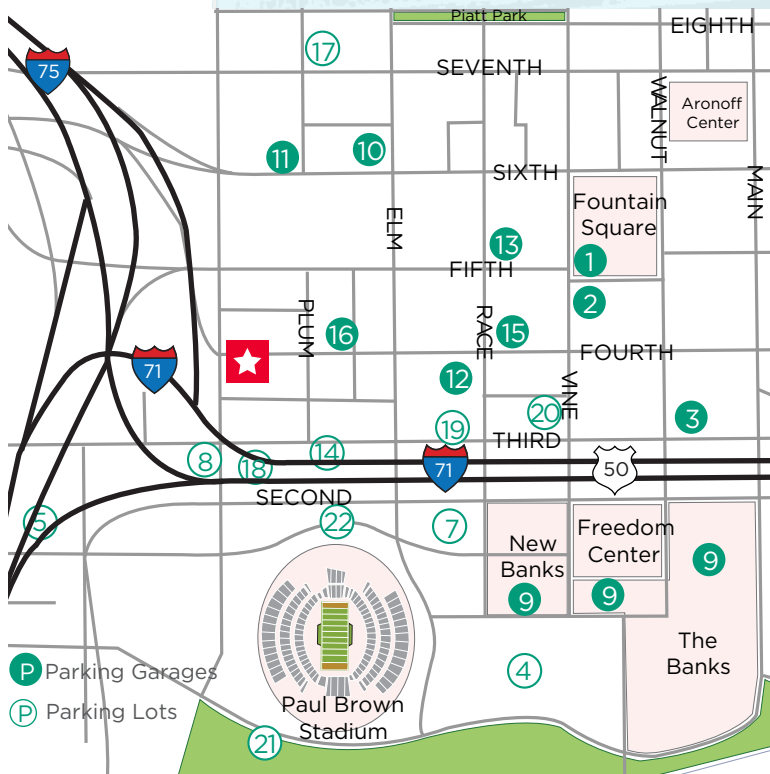 Piatt Park
EIGHTH
17
75
SEVENTH
WALNUT
Aronoff
Center
11
10
SIXTH
MAIN
ELM
Fountain
Square
13
1
FIFTH
2
PLUM
16
RACE
15
FOURTH
71
12
VINE
20
3
19
THIRD
8
18
14
71
50
SECOND
5
22
7
New
Banks
9
Freedom
Center
9
9
The
Banks
4
P Parking Garages
P Parking Lots
Paul Brown
Stadium
21